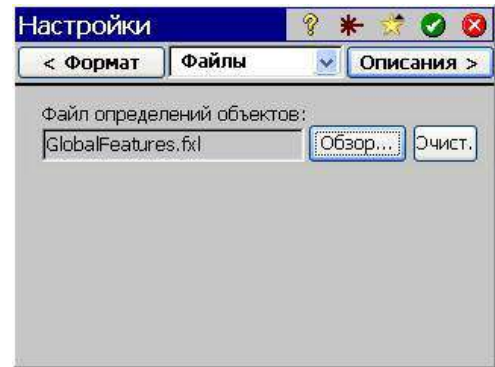 Настройки
< Формат Файлы Описания >
Файл определений объектов:
GlobalFeatures.fxl Обзор... Очист.